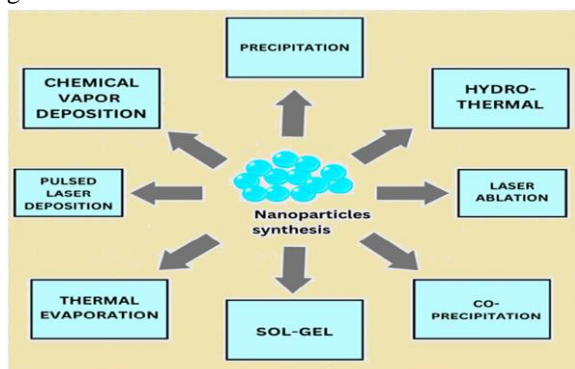 PRECIPITATION
CHEMICAL
VAPOR
DEPOSITION
HYDRO-
THERMAL
PULSED
LASER
DEPOSITION
LASER
ABLATION
Nanoparticles
synthesis
THERMAL
EVAPORATION
SOL-GEL
CO-
PRECIPITATION